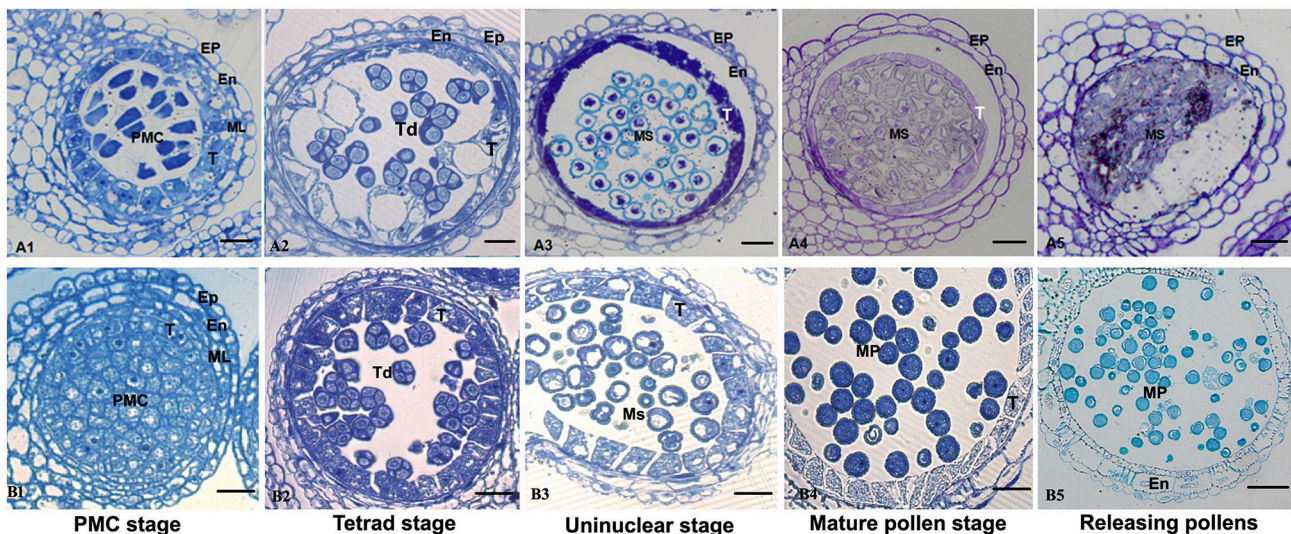 EP
En
ML
PMC
T
A1
En
Ep
Td
T
A2
EP
En
T
MS
A3
EP
En
T
MS
A4
EP
En
MS
A5
Ep
T
En
ML
PMC
B1
T
Td
B2
T
Ms
B3
MP
T
B4
MP
En
B5
PMC stage
Tetrad stage
Uninuclear stage
Mature pollen stage
Releasing pollens